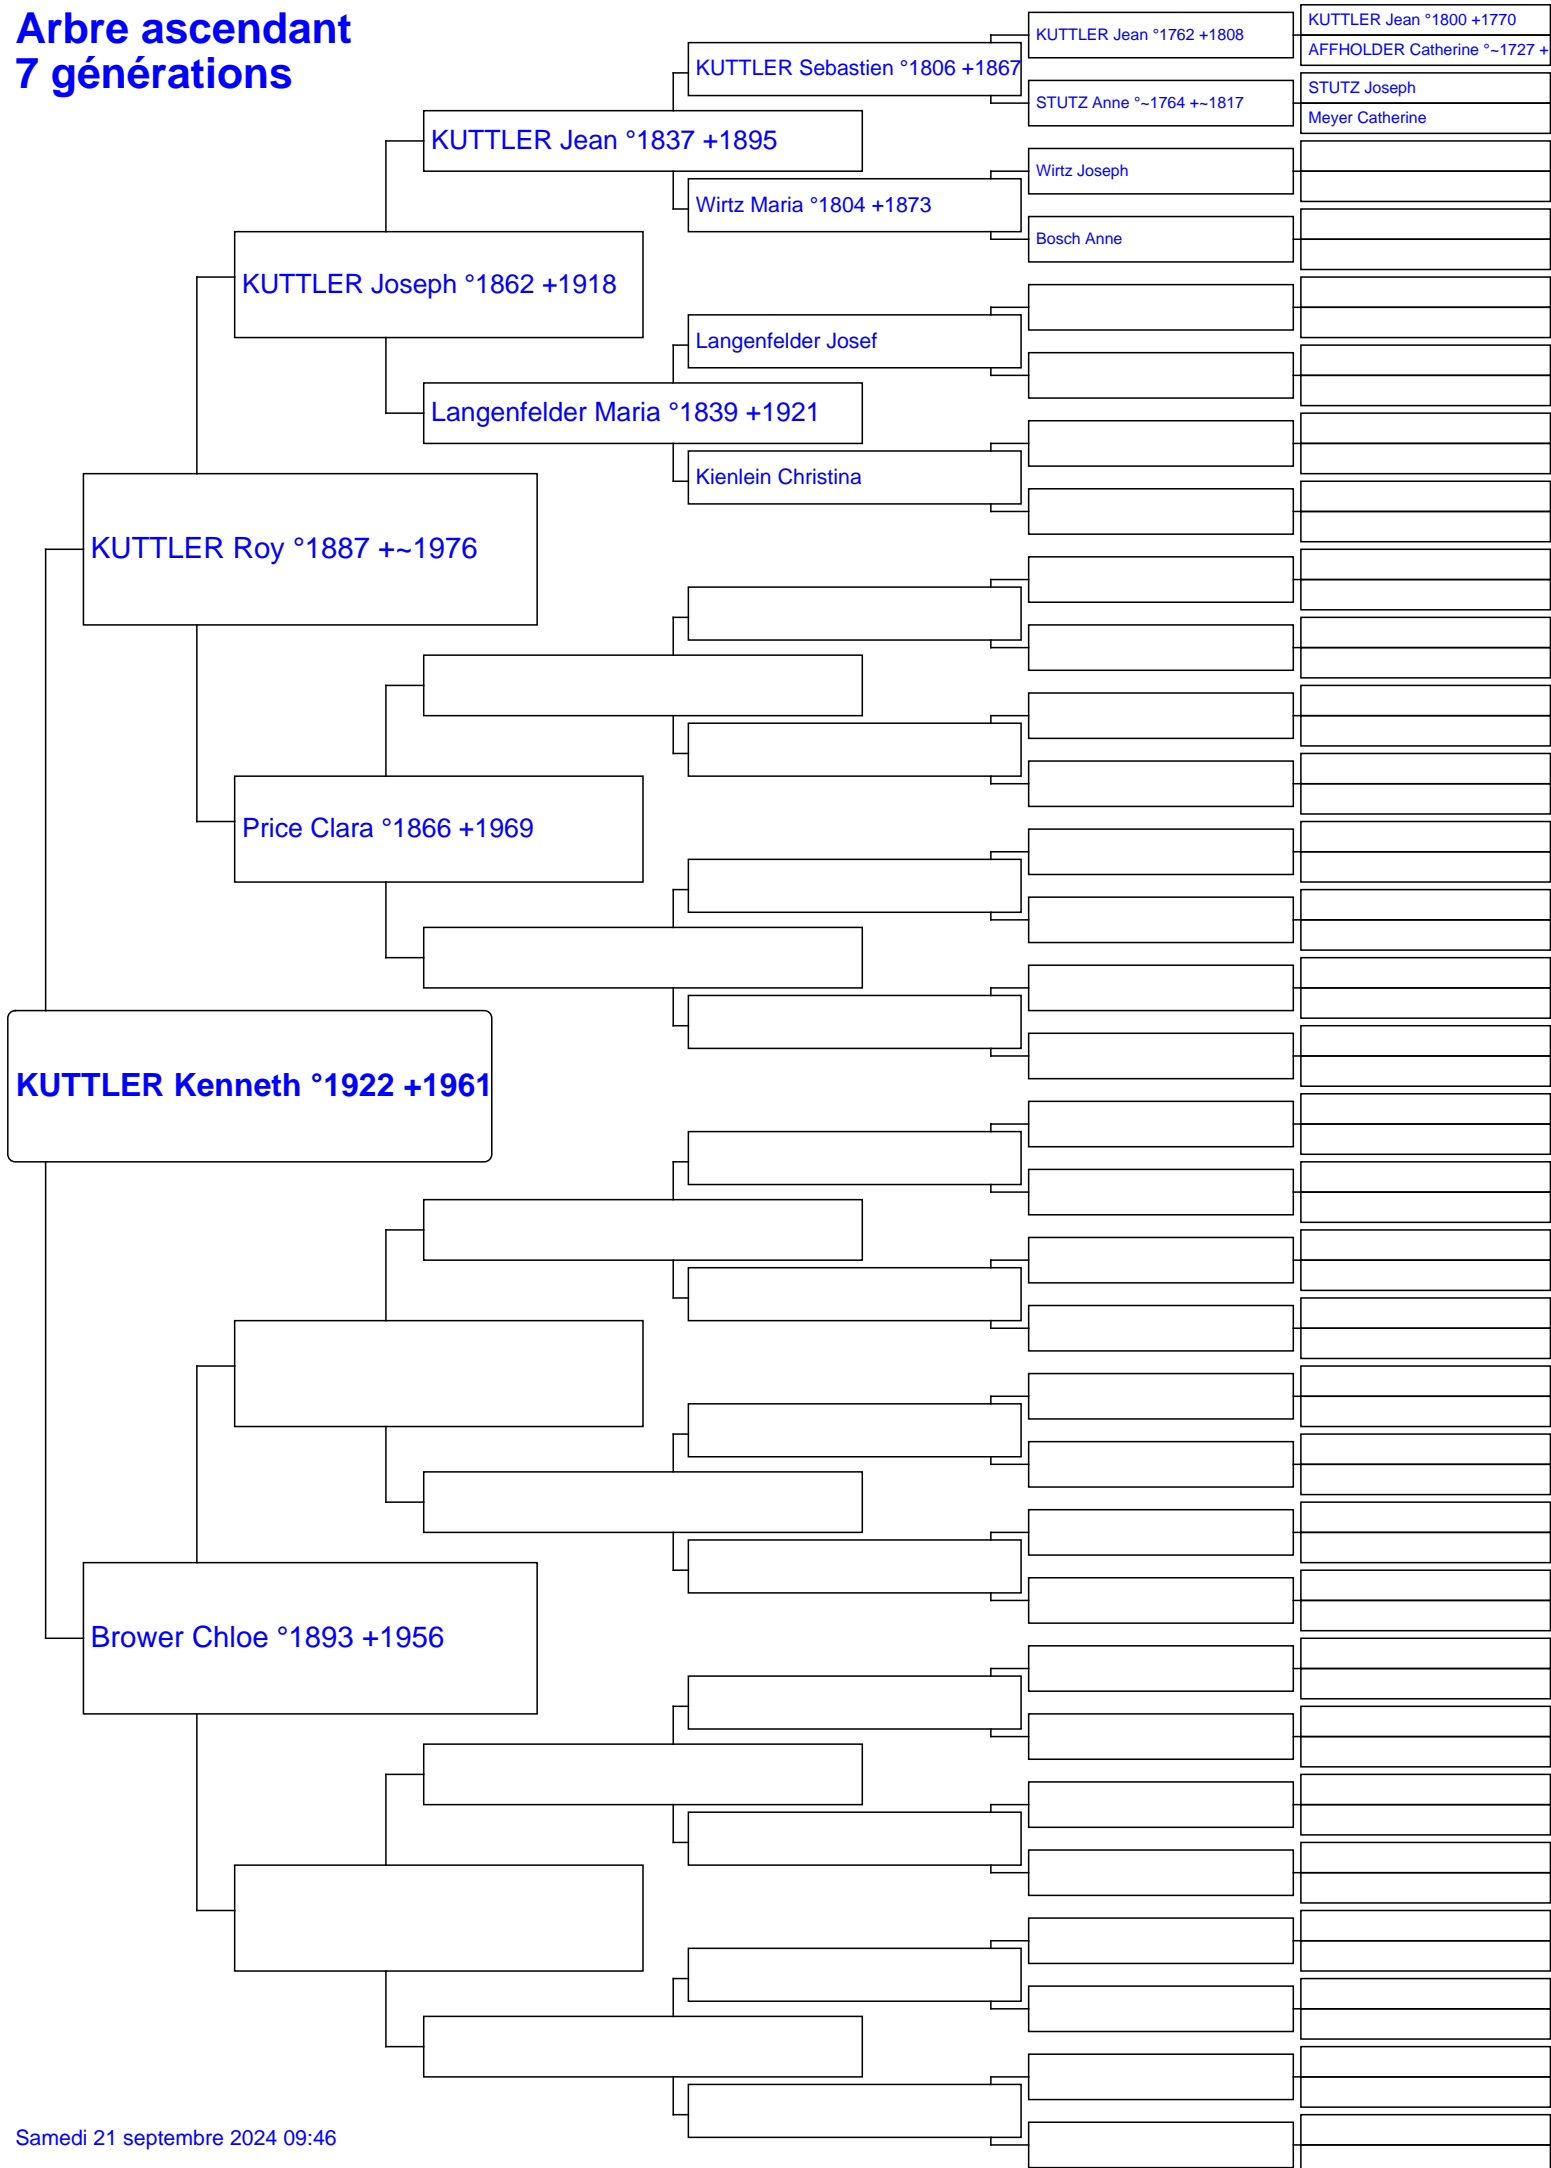 Arbre ascendant
7 générations
KUTTLER Jean °1800 +1770
KUTTLER Jean °1762 +1808
AFFHOLDER Catherine °~1727 +
KUTTLER Sebastien °1806 +1867
STUTZ Joseph
STUTZ Anne °~1764 +~1817
Meyer Catherine
KUTTLER Jean °1837 +1895
Wirtz Joseph
Wirtz Maria °1804 +1873
Bosch Anne
KUTTLER Joseph °1862 +1918
Langenfelder Josef
Langenfelder Maria °1839 +1921
Kienlein Christina
KUTTLER Roy °1887 +~1976
Price Clara °1866 +1969
KUTTLER Kenneth °1922 +1961
Brower Chloe °1893 +1956
Samedi 21 septembre 2024 09:46